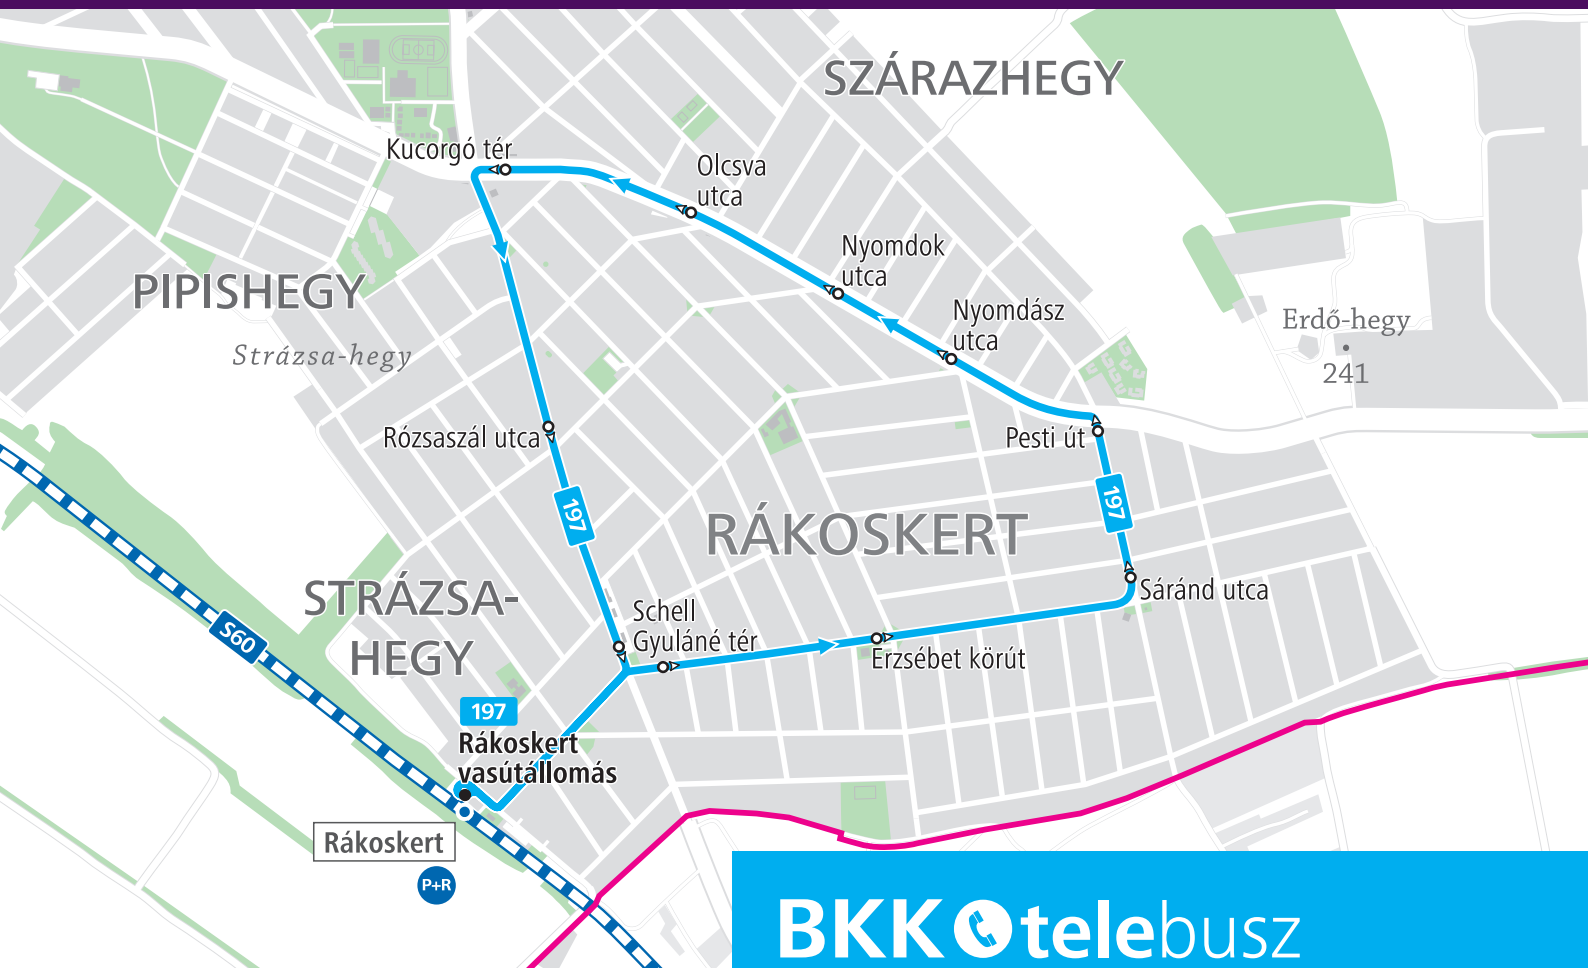 SZÁRAZHEGY
Kucorgó tér
Olcsva
utca
Nyomdok
utca
PIPISHEGY
Nyomdász
utca
Erdő-hegy
241
Strázsa-hegy
Rózsaszál utca
Pesti út
197
197
RÁKOSKERT
STRÁZSA-
HEGY
Sáránd utca
Schell
Gyuláné tér
S60
Erzsébet körút
197
Rákoskert
vasútállomás
Rákoskert
P+R
BKK telebusz